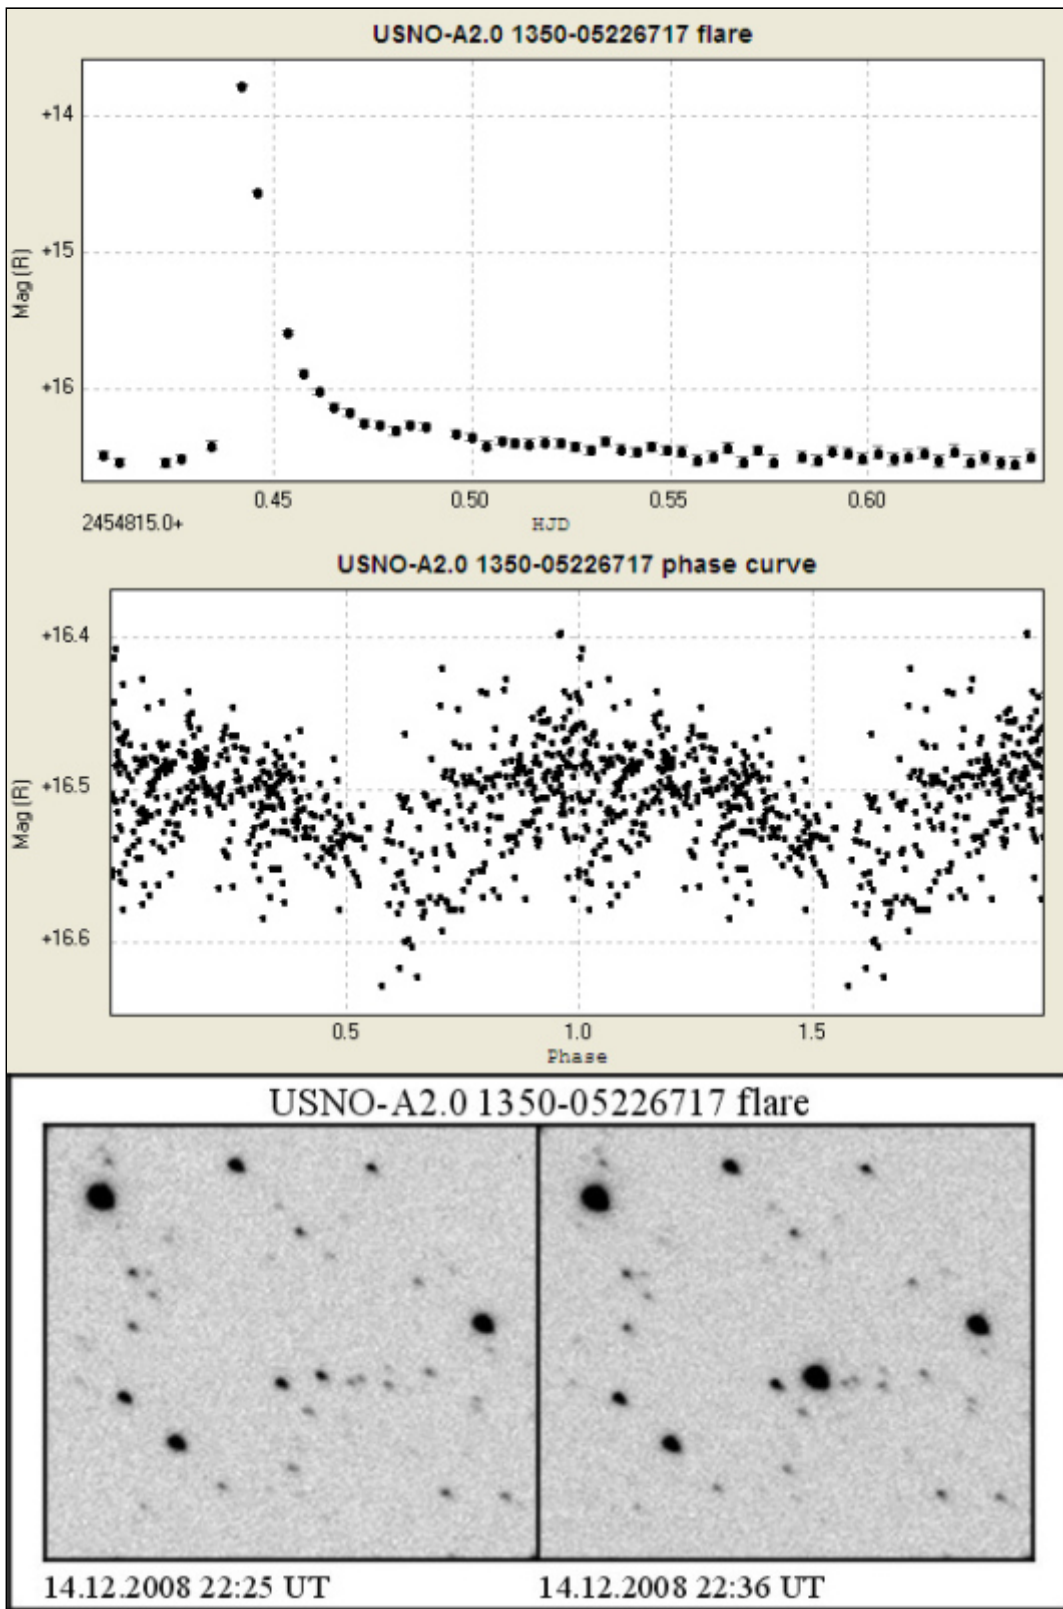 USNO-A2.0 1350-05226717 flare
+14
+15
+16
Mag (R)
0.45 0.50 0.55 0.60
2454815.0+ HJD
USNO-A2.0 1350-05226717 phase curve
+16.4
+16.5
+16.6
Mag (R)
0.5 1.0 1.5
Phase
USNO-A2.0 1350-05226717 flare
14.12.2008 22:25 UT 14.12.2008 22:36 UT